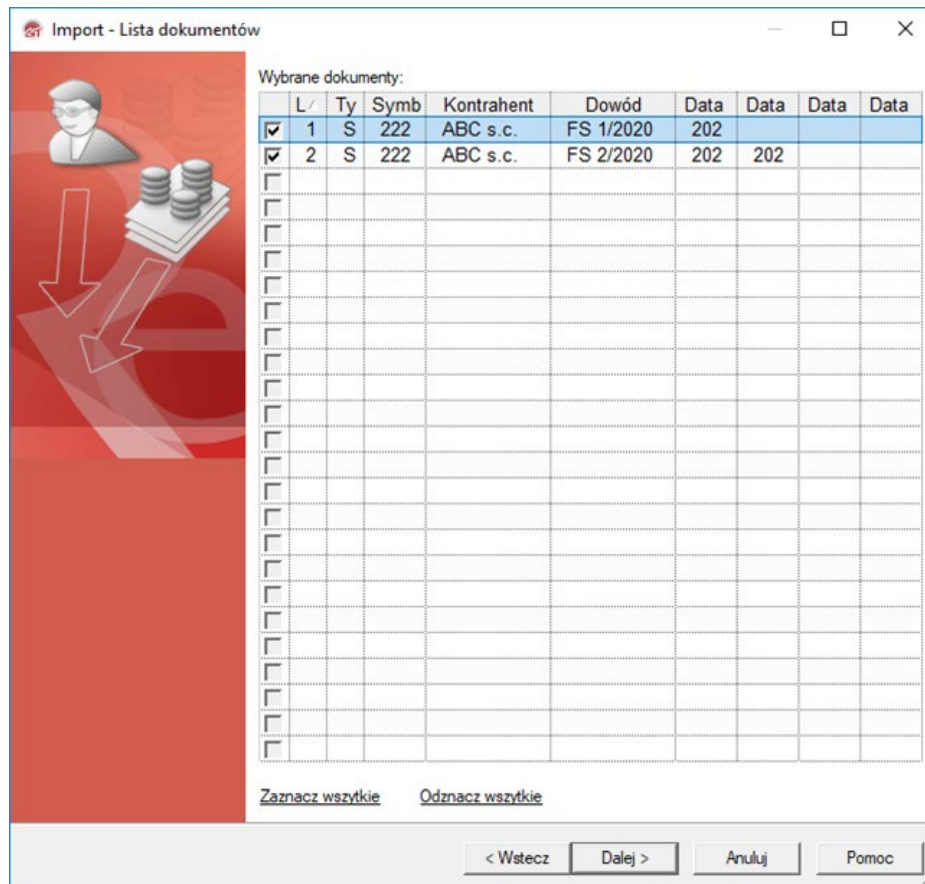 Import - Lista dokumentów
Wybrane dokumenty:
L Ty Symb Kontrahent Dowód Data Data Data Data
1 S 222 ABC s.c. FS 1/2020 202
2 S 222 ABC s.c. FS 2/2020 202 202
Zaznacz wszytkie Odznacz wszytkie
< Wstecz Dalej > Anuluj Pomoc